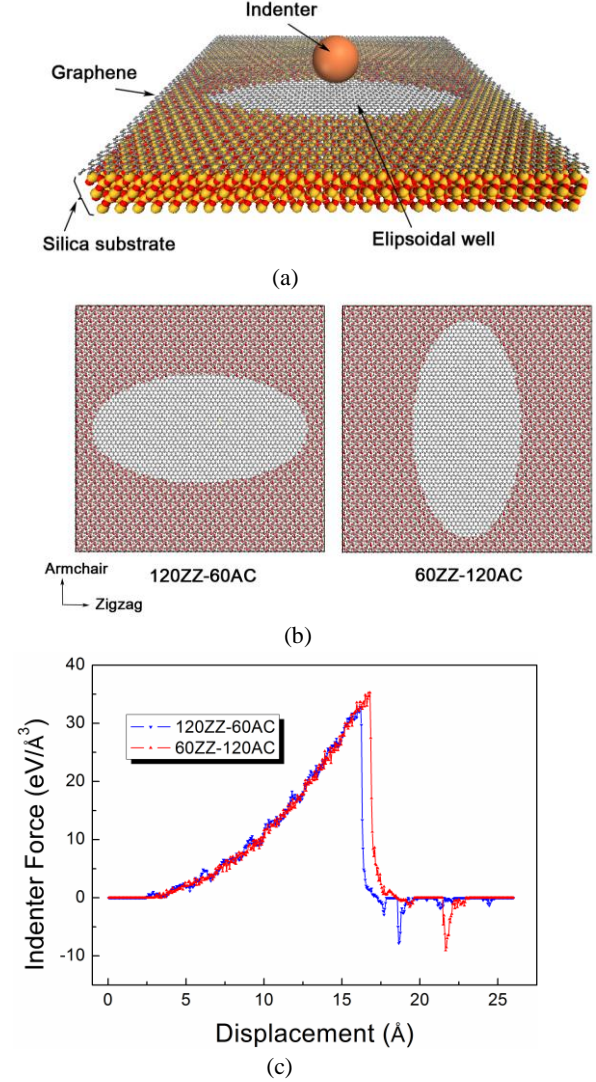 Indenter
Graphene
Silica substrate
Elipsoidal well
(a)
120ZZ-60AC
60ZZ-120AC
Armchair
Zigzag
(b)
40
30
20
10
0
-10
Indenter Force (eV/Å³)
120ZZ-60AC
60ZZ-120AC
0 5 10 15 20 25
Displacement (Å)
(c)